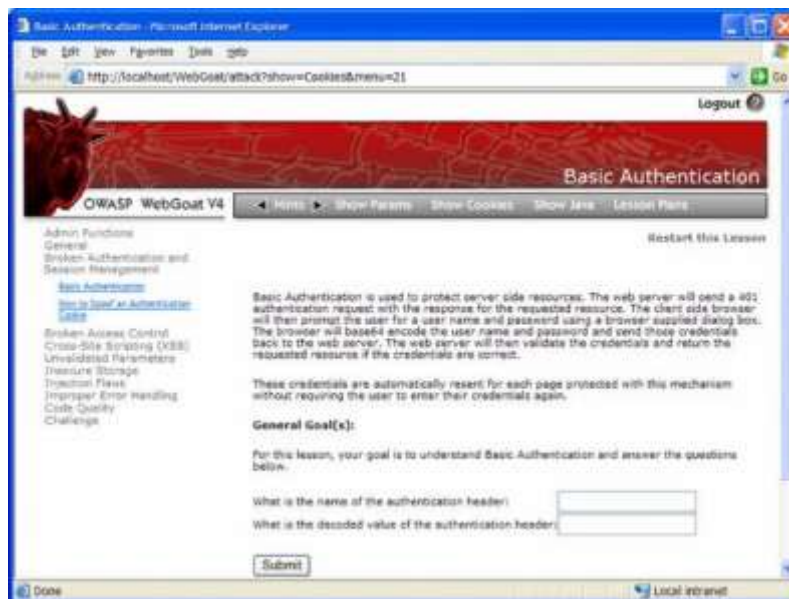 Basic Authentication - Microsoft Internet Explorer
File Edit View Favorites Tools Help
Address http://localhost/WebGoat/attack?show=Cookies&menu=21 Go
Logout ?
Basic Authentication
OWASP WebGoat V4
Hints Show Params Show Cookies Show Java Lesson Plans
Restart this Lesson
Admin Functions
General
Broken Authentication and
Session Management
Basic Authentication
How to Spoof an Authentication
Cookie
Broken Access Control
Cross-Site Scripting (XSS)
Unvalidated Parameters
Insecure Storage
Injection Flaws
Improper Error Handling
Code Quality
Challenge
Basic Authentication is used to protect server side resources. The web server will send a 401
authentication request with the response for the requested resource. The client side browser
will then prompt the user for a user name and password using a browser supplied dialog box.
The browser will base64 encode the user name and password and send those credentials
back to the web server. The web server will then validate the credentials and return the
requested resource if the credentials are correct.
These credentials are automatically resent for each page protected with this mechanism
without requiring the user to enter their credentials again.
General Goal(s):
For this lesson, your goal is to understand Basic Authentication and answer the questions
below.
What is the name of the authentication header:
What is the decoded value of the authentication header:
Submit
Done
Local intranet